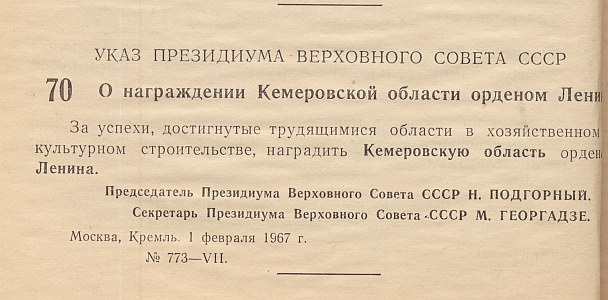 УКАЗ ПРЕЗИДИУМА ВЕРХОВНОГО СОВЕТА СССР
70 О награждении Кемеровской области орденом Лени
За успехи, достигнутые трудящимися области в хозяйственном
культурном строительстве, наградить Кемеровскую область орде
Ленина.
Председатель Президиума Верховного Совета СССР Н. ПОДГОРНЫЙ.
Секретарь Президиума Верховного Совета СССР М. ГЕОРГАДЗЕ.
Москва, Кремль. 1 февраля 1967 г.
№ 773—VII.